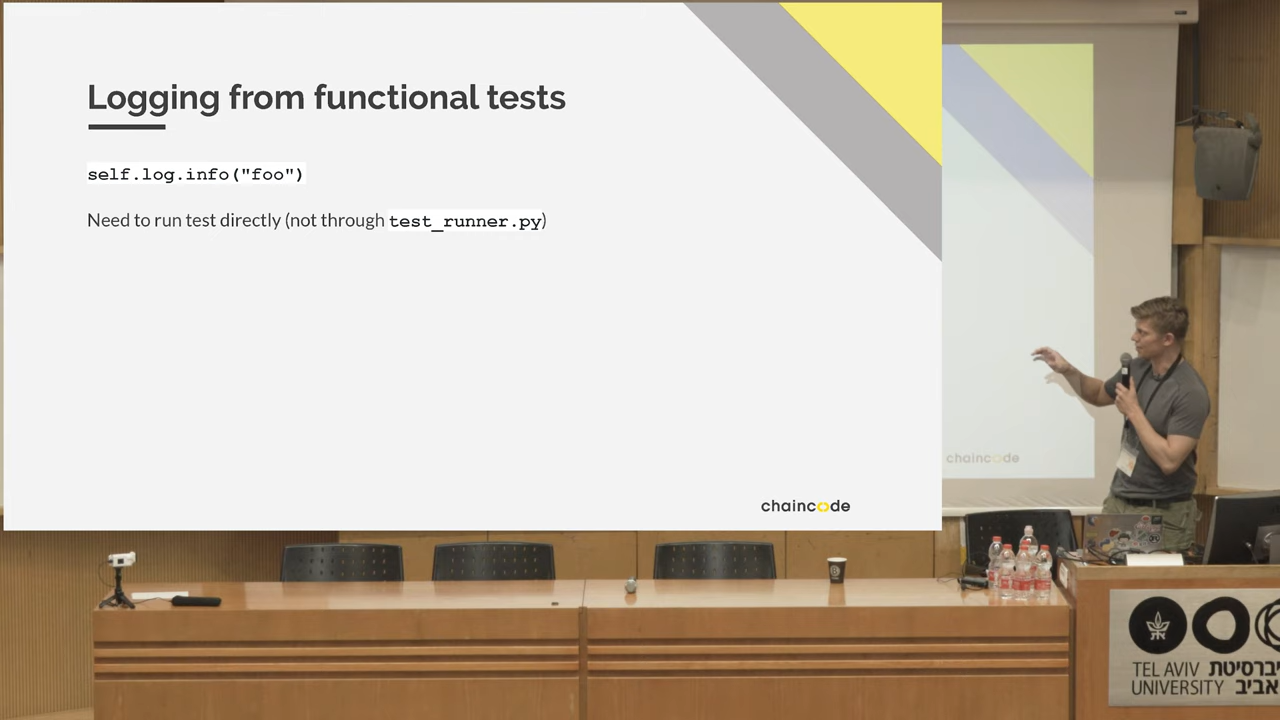 Logging from functional tests
self.log.info("foo")
Need to run test directly (not through test_runner.py)
chaincode
chaincode
TEL AVIV
UNIVERSITY
אביב